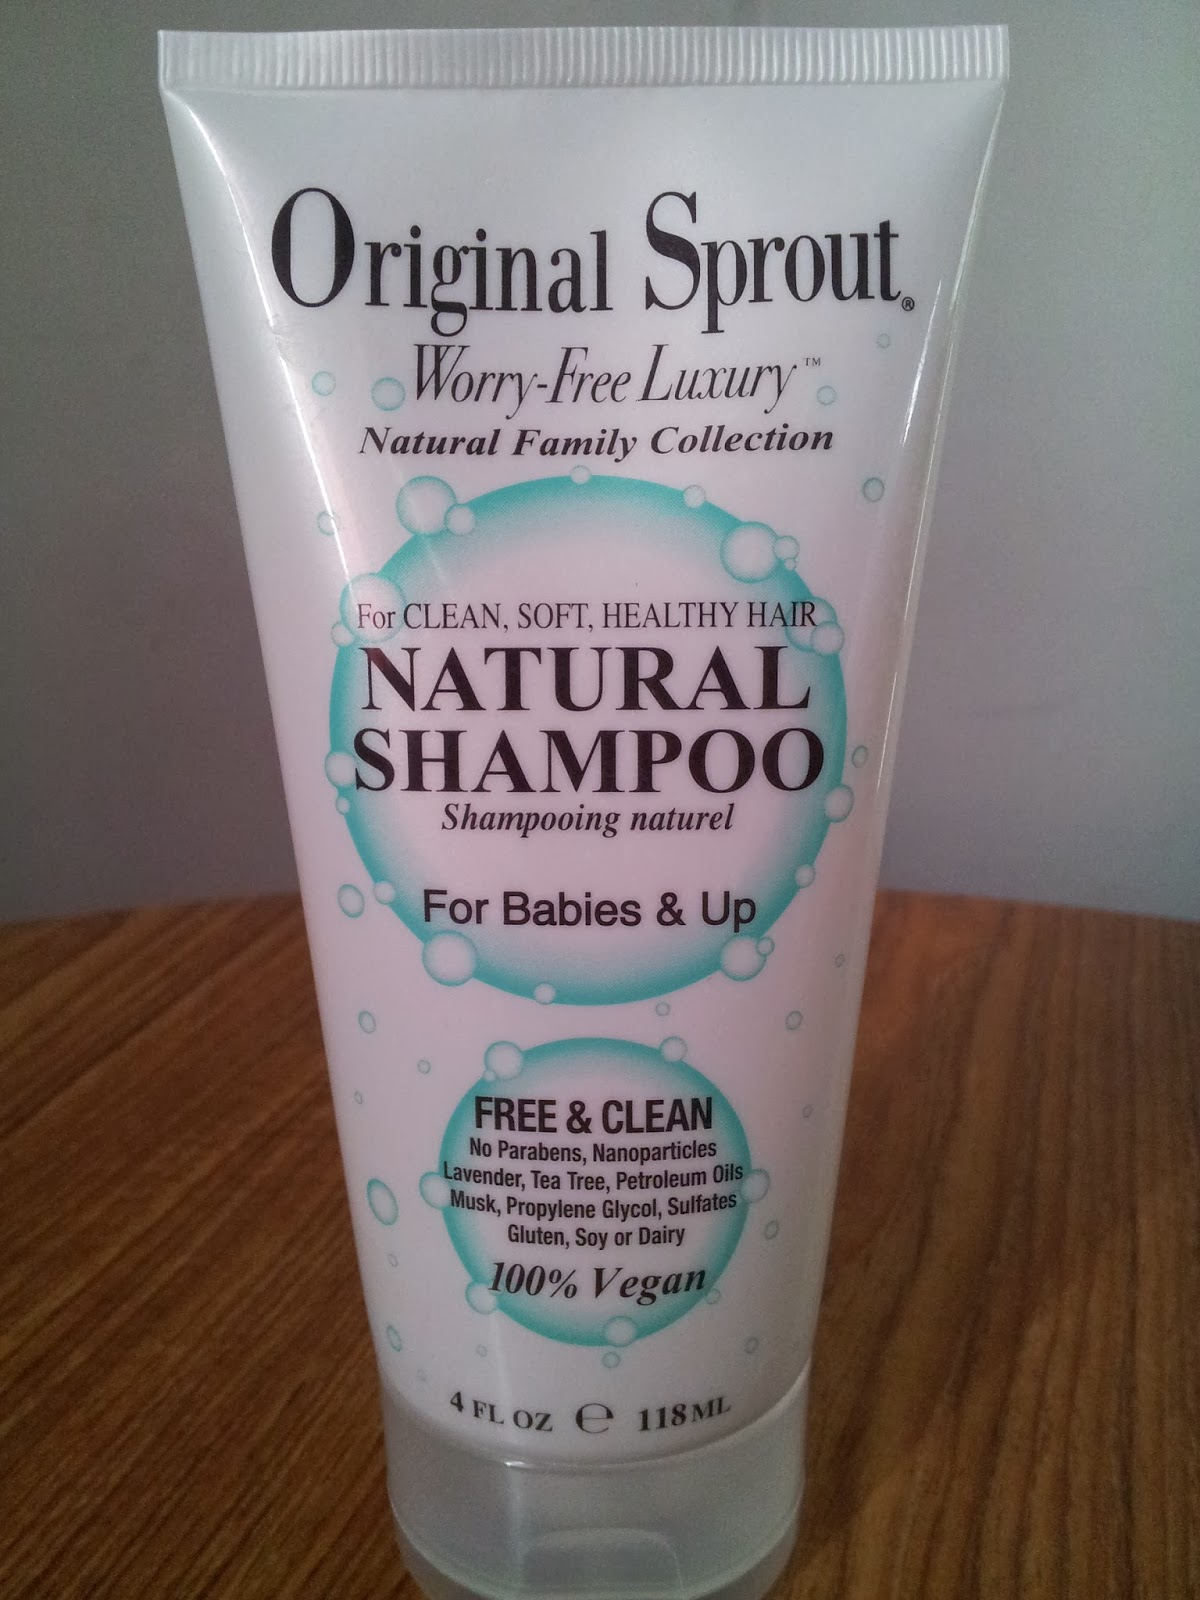 Original Sprout®
Worry-Free Luxury™
Natural Family Collection
For CLEAN, SOFT, HEALTHY HAIR
NATURAL
SHAMPOO
Shampooing naturel
For Babies & Up
FREE & CLEAN
No Parabens, Nanoparticles
Lavender, Tea Tree, Petroleum Oils
Musk, Propylene Glycol, Sulfates
Gluten, Soy or Dairy
100% Vegan
4 FL OZ ℮ 118 ML